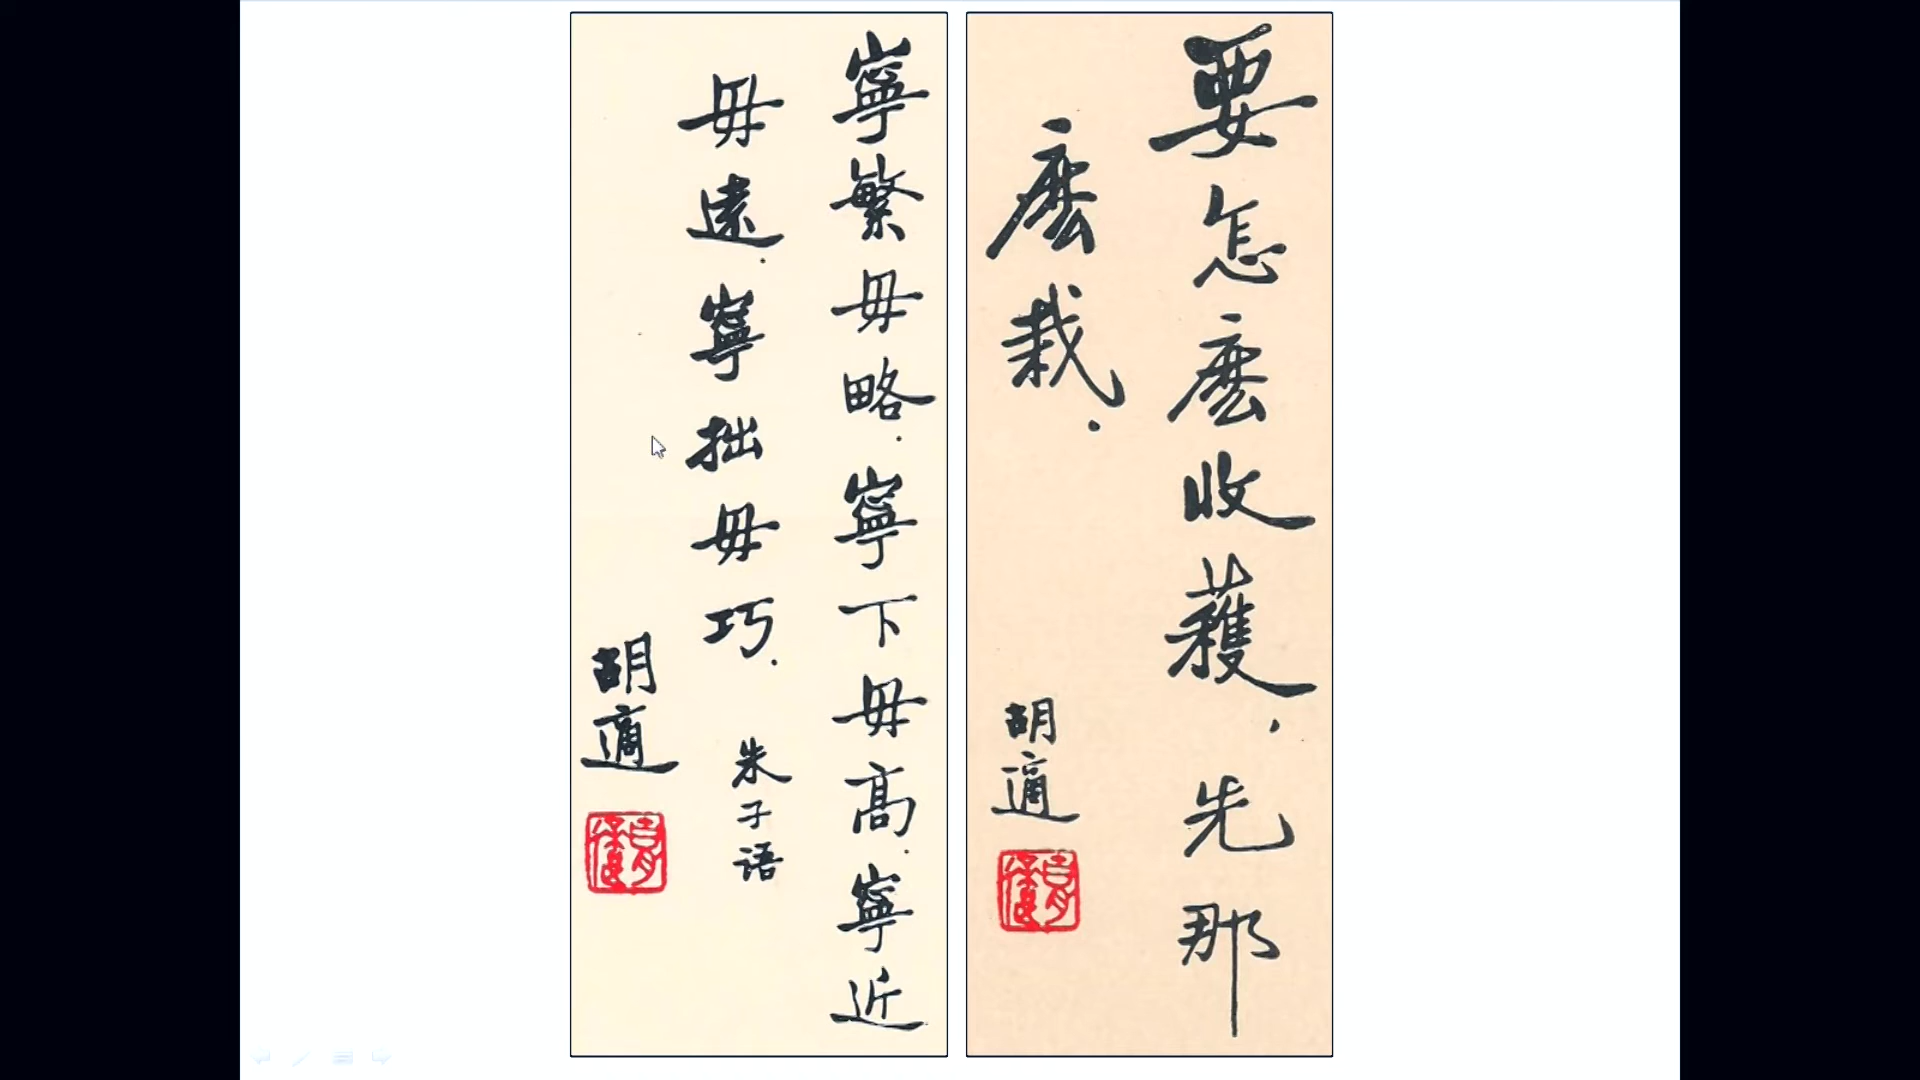 要怎麽收穫，先那
麽栽．
胡適
寧繁毋略．寧下毋高．寧近
毋遠．寧拙毋巧．
朱子语
胡適